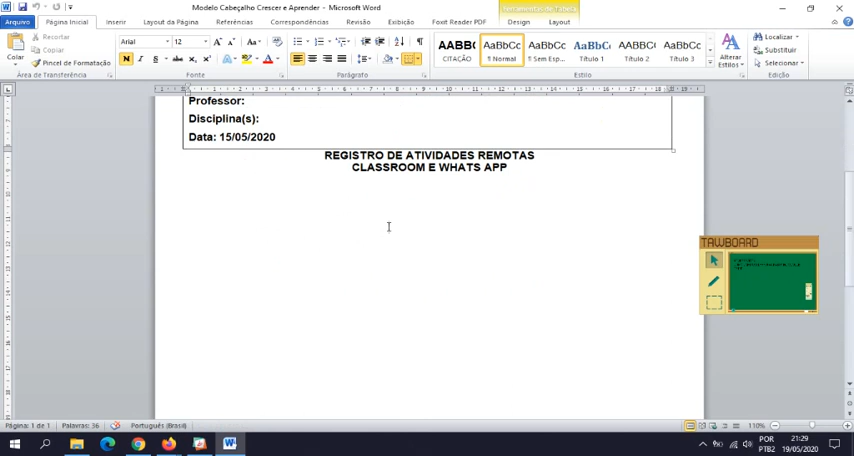 Modelo Cabeçalho Crescer e Aprender - Microsoft Word
Ferramentas de Tabela
Arquivo Página Inicial Inserir Layout da Página Referências Correspondências Revisão Exibição Foxit Reader PDF Design Layout
Colar
Recortar
Copiar
Pincel de Formatação
Área de Transferência
Arial 12
Fonte
Parágrafo
AABBC CITAÇÃO
AaBbCc ¶ Normal
AaBbCc ¶ Sem Esp...
AaBbC Título 1
AABBCC Título 2
AaBbCc Título 3
Alterar Estilos
Estilo
Localizar
Substituir
Selecionar
Edição
Professor:
Disciplina(s):
Data: 15/05/2020
REGISTRO DE ATIVIDADES REMOTAS
CLASSROOM E WHATS APP
TAWBOARD
Página: 1 de 1 Palavras: 36 Português (Brasil) 110%
POR
PTB2
21:29
19/05/2020